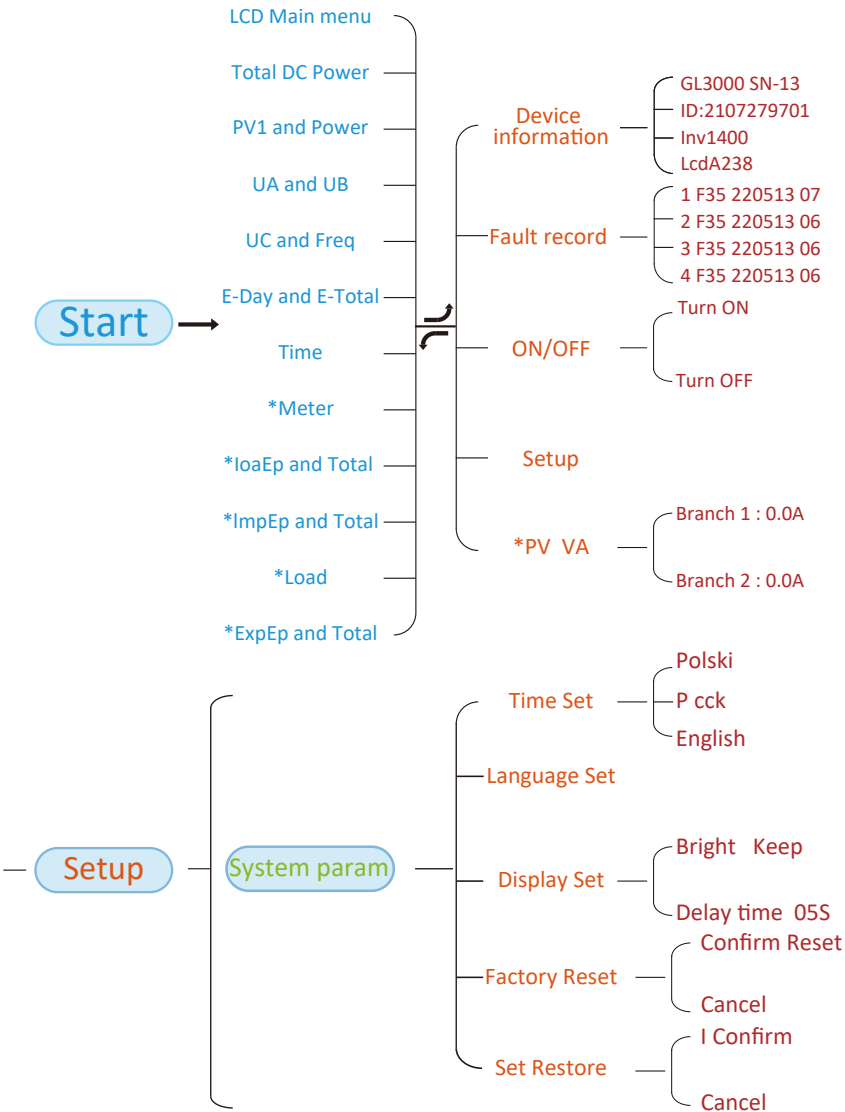 LCD Main menu
Total DC Power
PV1 and Power
UA and UB
UC and Freq
E-Day and E-Total
Start
Time
*Meter
*IoaEp and Total
*lmpEp and Total
*Load
*ExpEp and Total
Device
information
GL3000 SN-13
ID:2107279701
Inv1400
LcdA238
Fault record
1 F35 220513 07
2 F35 220513 06
3 F35 220513 06
4 F35 220513 06
ON/OFF
Turn ON
Turn OFF
Setup
*PV VA
Branch 1 : 0.0A
Branch 2 : 0.0A
Setup
System param
Time Set
Polski
P cck
English
Language Set
Display Set
Bright Keep
Delay time 05S
Factory Reset
Confirm Reset
Cancel
Set Restore
I Confirm
Cancel